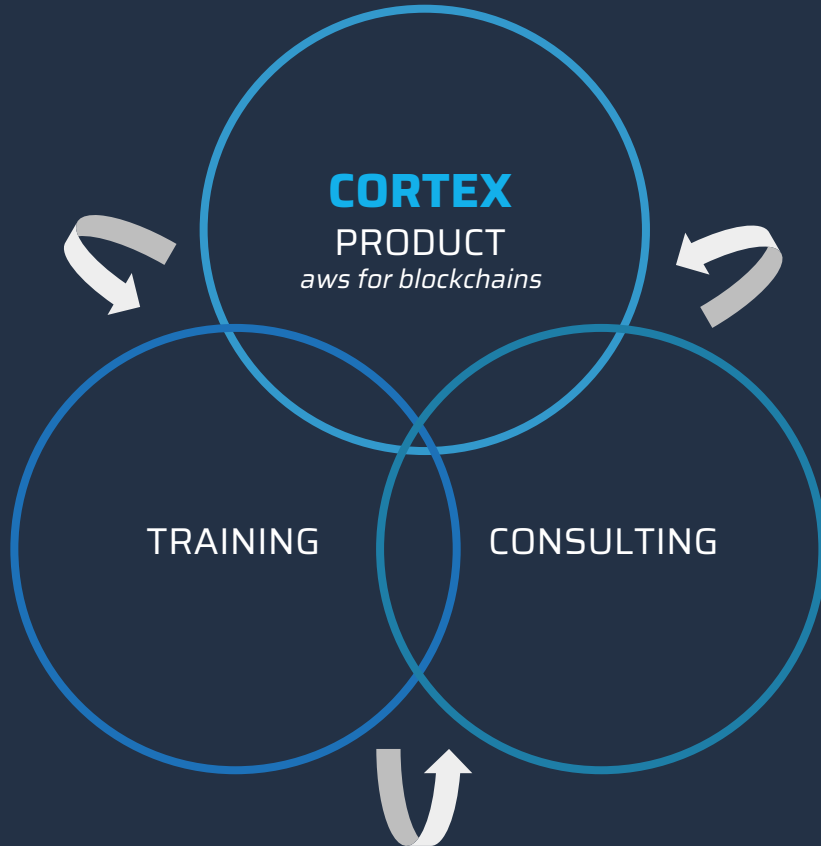 CORTEX
PRODUCT
aws for blockchains
TRAINING
CONSULTING